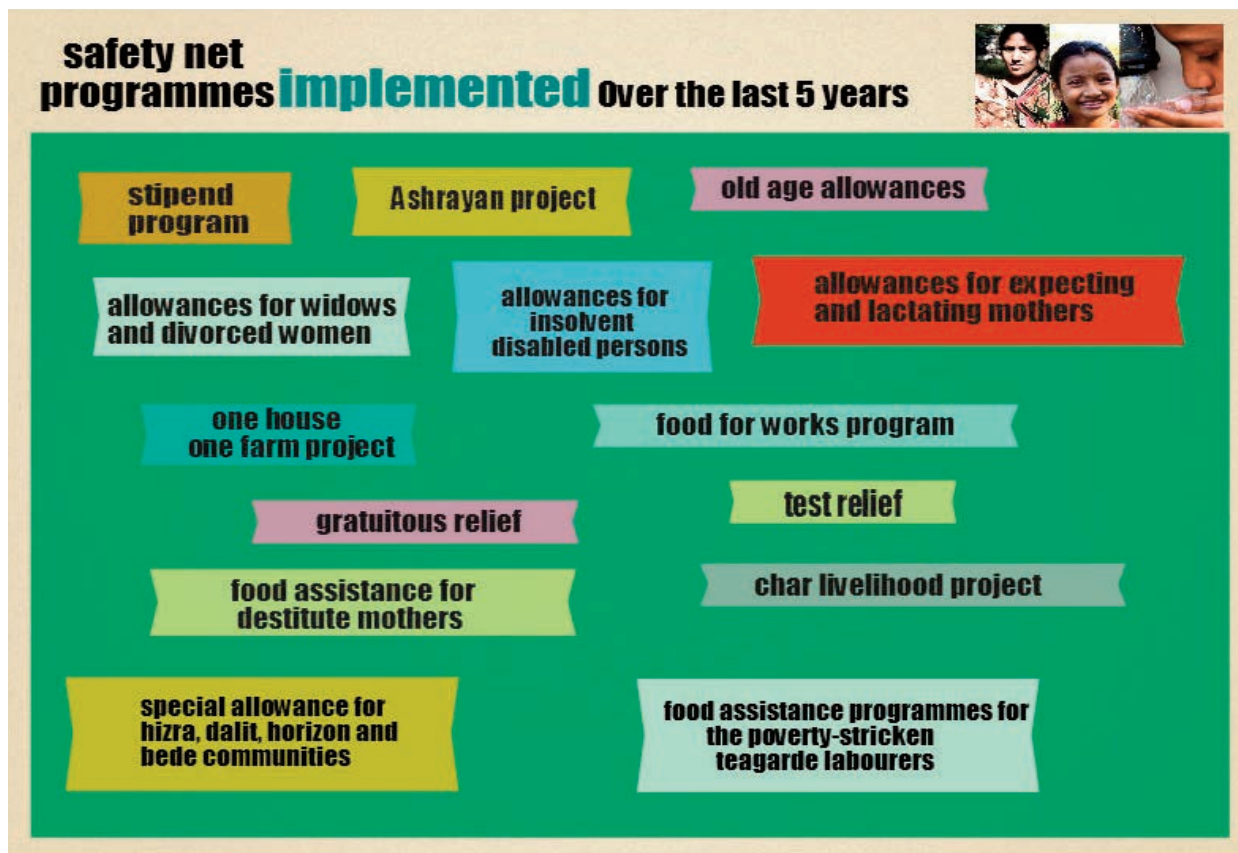 safety net
programmes implemented Over the last 5 years
stipend
program
Ashrayan project
old age allowances
allowances for widows
and divorced women
allowances for
insolvent
disabled persons
allowances for expecting
and lactating mothers
one house
one farm project
food for works program
gratuitous relief
test relief
food assistance for
destitute mothers
char livelihood project
special allowance for
hizra, dalit, horizon and
bede communities
food assistance programmes for
the poverty-stricken
teagarde labourers